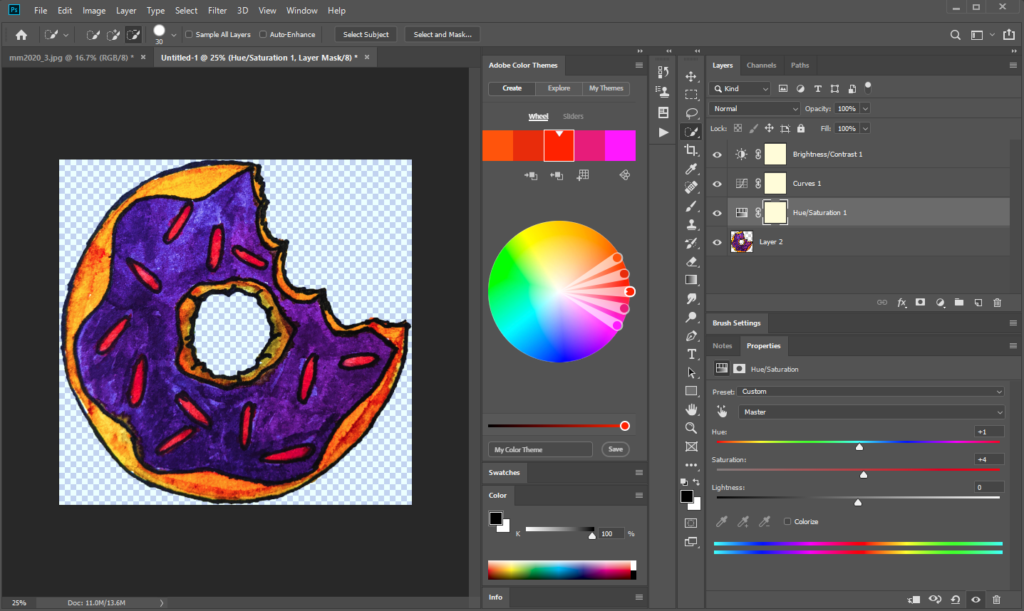 Ps File Edit Image Layer Type Select Filter 3D View Window Help
30 Sample All Layers Auto-Enhance Select Subject Select and Mask...
mm2020_3.jpg @ 16.7% (RGB/8) * × Untitled-1 @ 25% (Hue/Saturation 1, Layer Mask/8) * ×
Adobe Color Themes
Create Explore My Themes
Wheel Sliders
My Color Theme Save
Swatches
Color
K 100 %
Info
Layers Channels Paths
Kind
Normal Opacity: 100%
Lock: Fill: 100%
Brightness/Contrast 1
Curves 1
Hue/Saturation 1
Layer 2
fx
Brush Settings
Notes Properties
Hue/Saturation
Preset: Custom
Master
Hue: +1
Saturation: +4
Lightness: 0
Colorize
25% Doc: 11.0M/13.6M